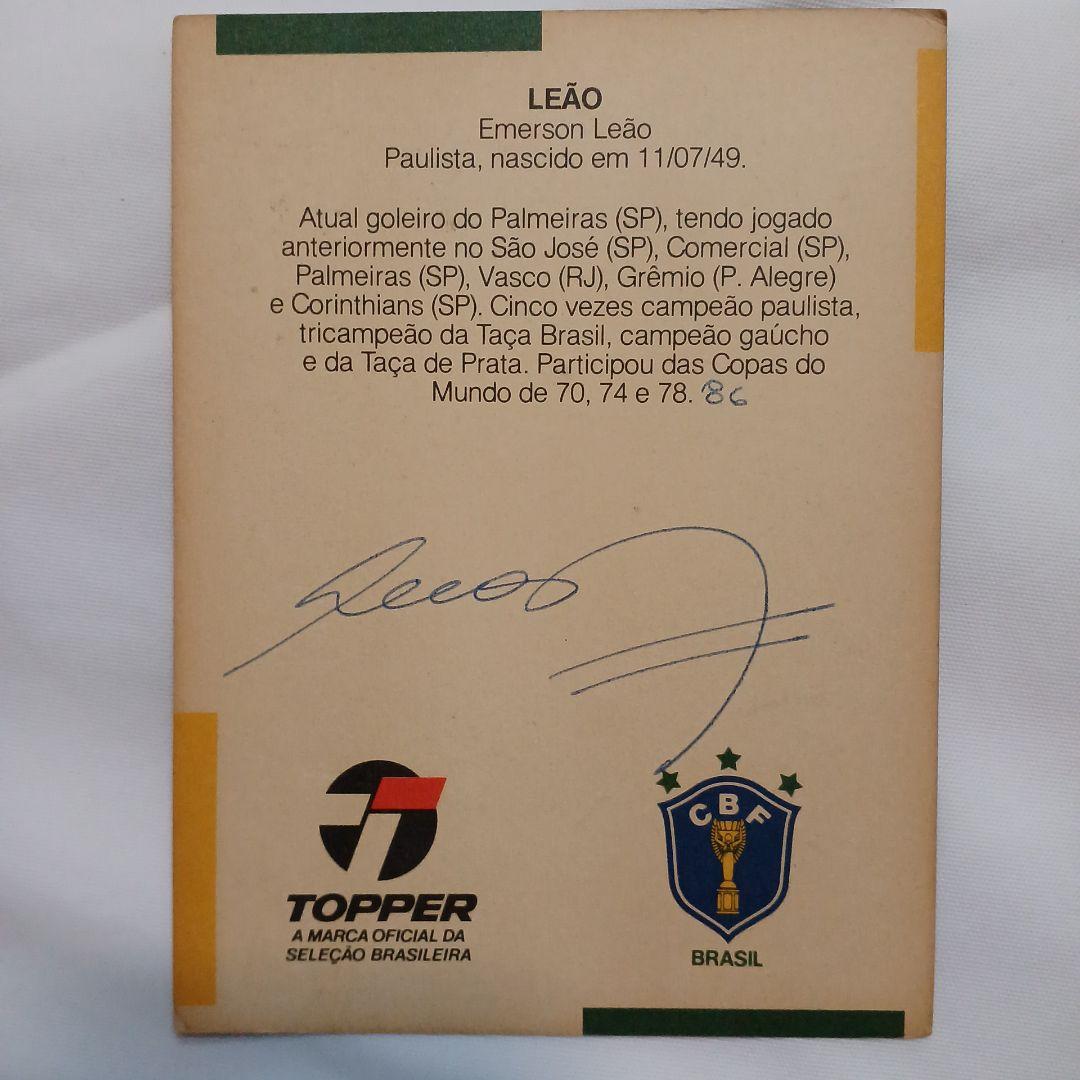 LEÃO
Emerson Leão
Paulista, nascido em 11/07/49.
Atual goleiro do Palmeiras (SP), tendo jogado
anteriormente no São José (SP), Comercial (SP),
Palmeiras (SP), Vasco (RJ), Grêmio (P. Alegre)
e Corinthians (SP). Cinco vezes campeão paulista,
tricampeão da Taça Brasil, campeão gaúcho
e da Taça de Prata. Participou das Copas do
Mundo de 70, 74 e 78. 86
Leao
TOPPER
A MARCA OFICIAL DA
SELEÇÃO BRASILEIRA
CBF
BRASIL